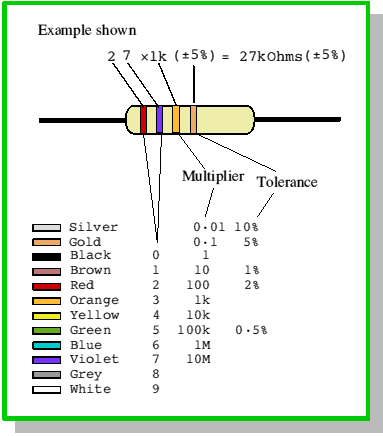 Example shown
2 7 ×1k (±5%) = 27kOhms(±5%)
Multiplier Tolerance
Silver 0·01 10%
Gold 0·1 5%
Black 0 1
Brown 1 10 1%
Red 2 100 2%
Orange 3 1k
Yellow 4 10k
Green 5 100k 0·5%
Blue 6 1M
Violet 7 10M
Grey 8
White 9